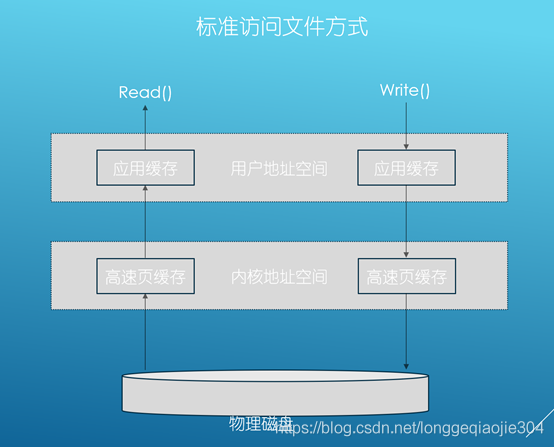 标准访问文件方式
Read()
Write()
应用缓存
用户地址空间
应用缓存
高速页缓存
内核地址空间
高速页缓存
物理磁盘
https://blog.csdn.net/longgeqiaojie304